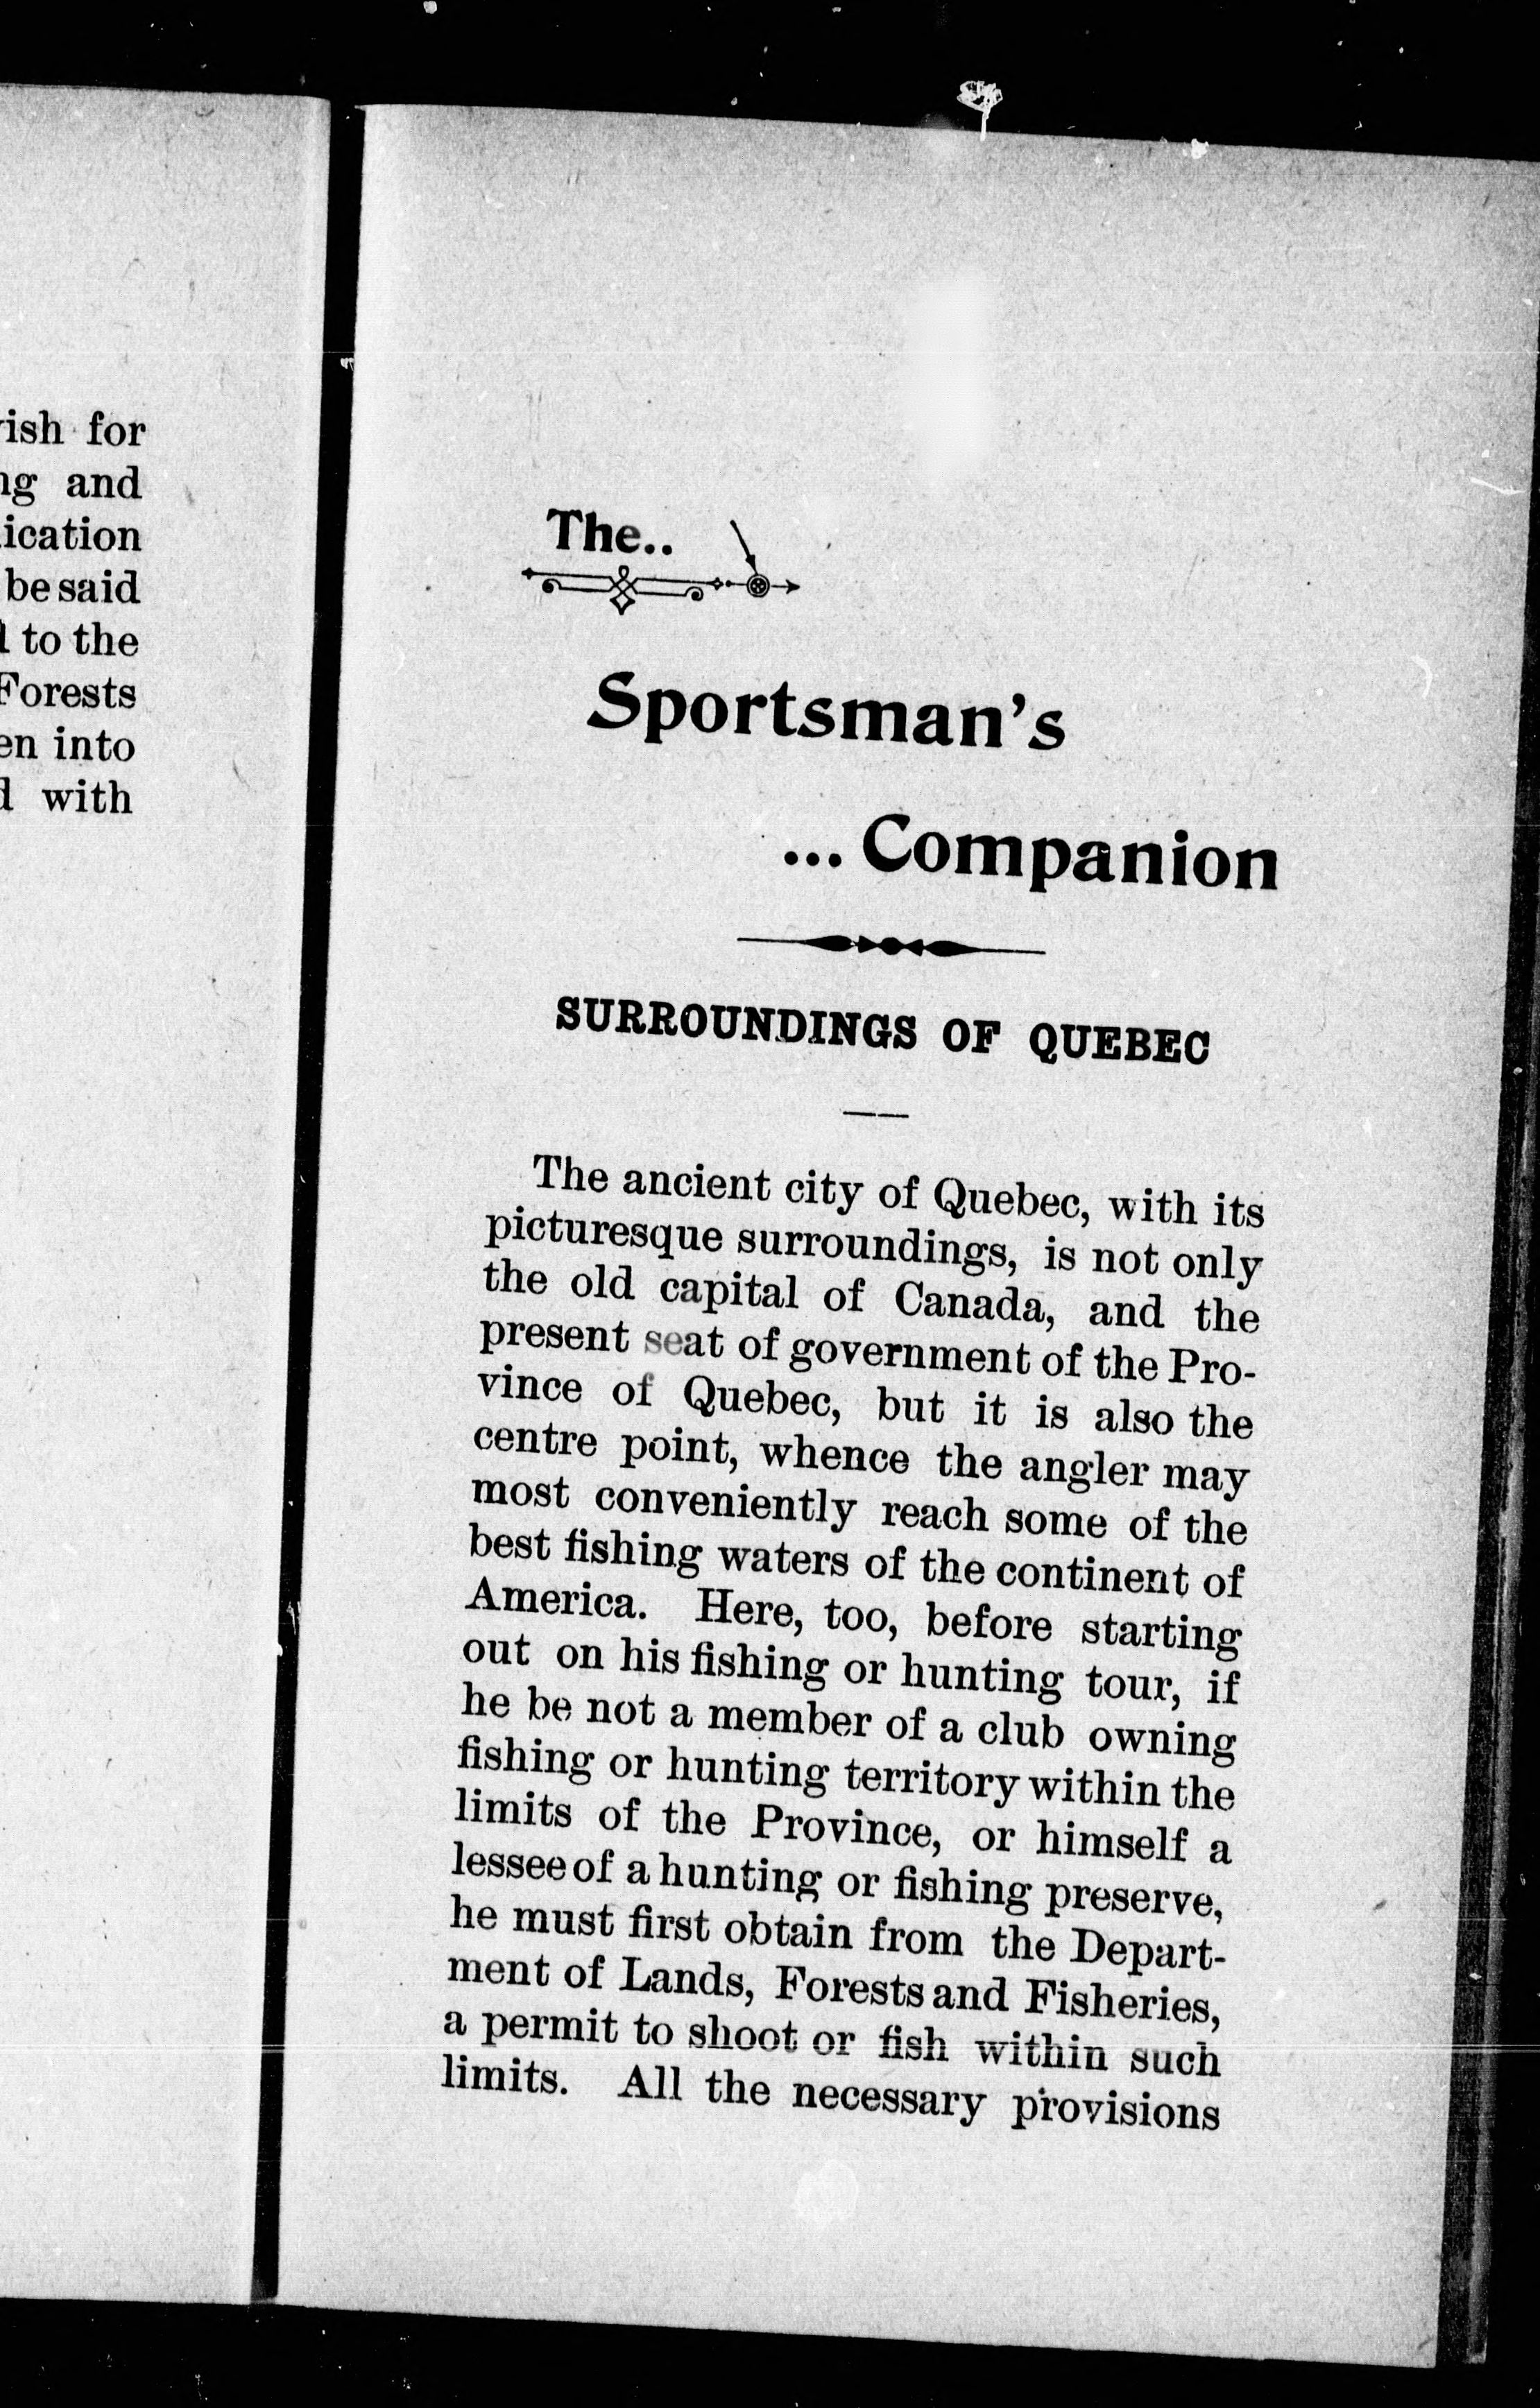 for
and
be said
to the
Forests
into
with
The..
Sportsman's
... Companion
SURROUNDINGS OF QUEBEC
The ancient city of Quebec, with its
picturesque surroundings, is not only
the old capital of Canada, and the
present seat of government of the Pro-
vince of Quebec, but it is also the
centre point, whence the angler may
most conveniently reach some of the
best fishing waters of the continent of
America. Here, too, before starting
out on his fishing or hunting tour, if
he be not a member of a club owning
fishing or hunting territory within the
limits of the Province, or himself a
lessee of a hunting or fishing preserve,
he must first obtain from the Depart-
ment of Lands, Forests and Fisheries,
a permit to shoot or fish within such
limits. All the necessary provisions